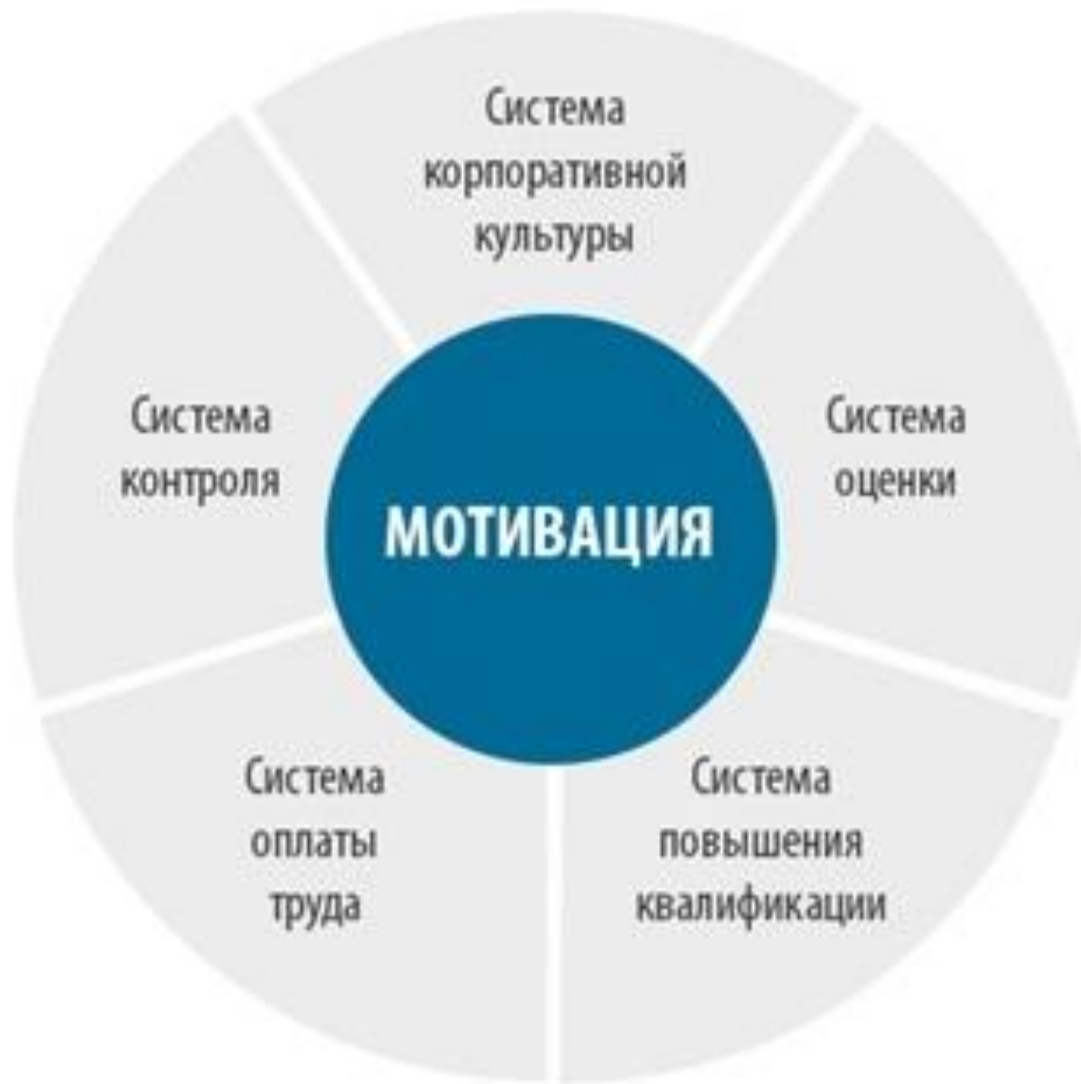 Система
корпоративной
культуры
Система
контроля
Система
оценки
МОТИВАЦИЯ
Система
оплаты
труда
Система
повышения
квалификации